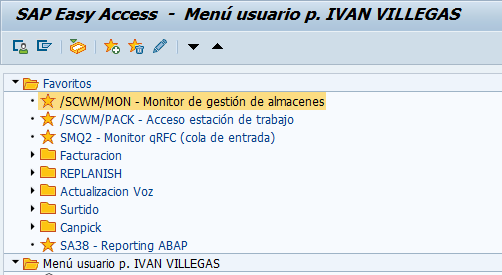 SAP Easy Access - Menú usuario p. IVAN VILLEGAS
Favoritos
/SCWM/MON - Monitor de gestión de almacenes
/SCWM/PACK - Acceso estación de trabajo
SMQ2 - Monitor qRFC (cola de entrada)
Facturacion
REPLANISH
Actualizacion Voz
Surtido
Canpick
SA38 - Reporting ABAP
Menú usuario p. IVAN VILLEGAS